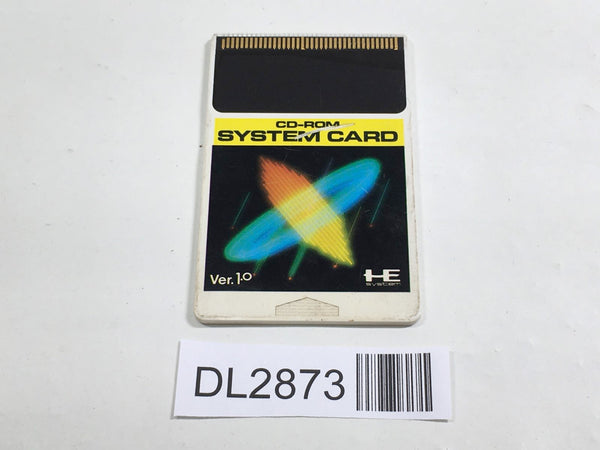 CD-ROM
SYSTEM CARD
Ver. 1.0
HE
system
DL2873